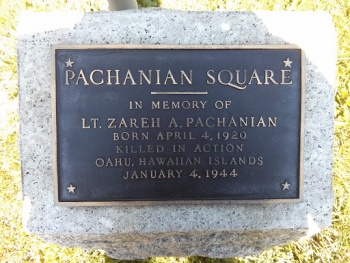 PACHANIAN SQUARE
IN MEMORY OF
LT. ZAREH A. PACHANIAN
BORN APRIL 4, 1920
KILLED IN ACTION
OAHU, HAWAIIAN ISLANDS
JANUARY 4, 1944